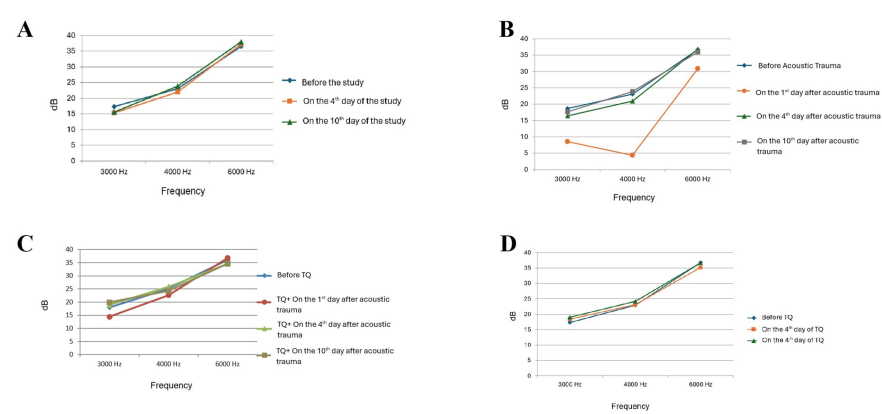 A
40
35
30
25
20
15
10
5
0
dB
3000 Hz
4000 Hz
6000 Hz
Frequency
Before the study
On the 4th day of the study
On the 10th day of the study
B
40
35
30
25
20
15
10
5
0
dB
3000 Hz
4000 Hz
6000 Hz
Frequency
Before Acoustic Trauma
On the 1st day after acoustic trauma
On the 4th day after acoustic trauma
On the 10th day after acoustic
trauma
C
40
35
30
25
20
15
10
5
0
dB
3000 Hz
4000 Hz
6000 Hz
Frequency
Before TQ
TQ+ On the 1st day after acoustic
trauma
TQ+ On the 4th day after acoustic
trauma
TQ+ On the 10th day after acoustic
trauma
D
40
35
30
25
20
15
10
5
0
dB
3000 Hz
4000 Hz
6000 Hz
Frequency
Before TQ
On the 4th day of TQ
On the 4th day of TQ